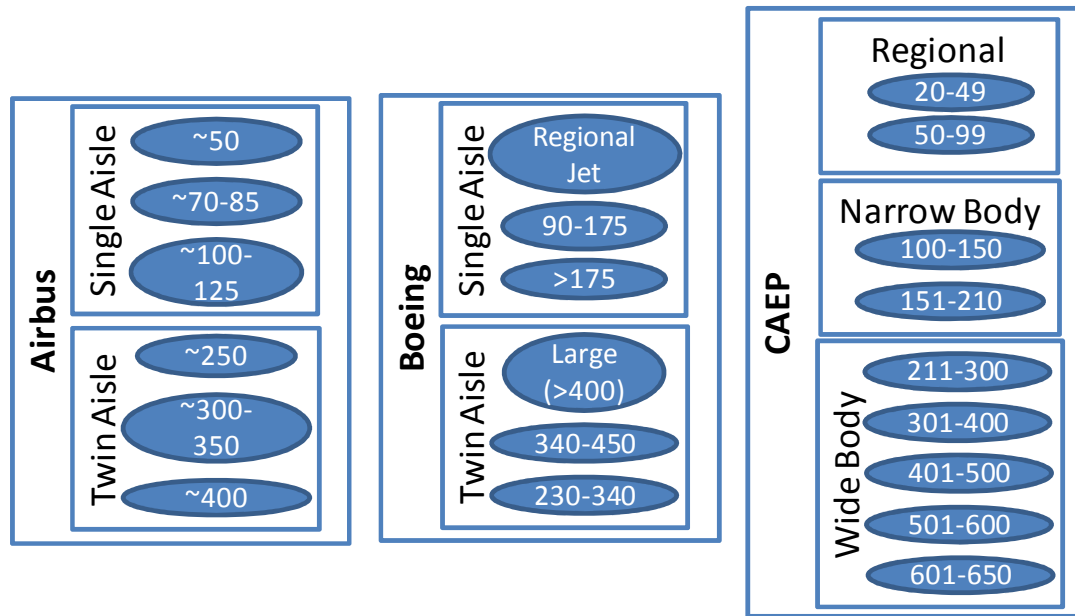 Airbus
Single Aisle
~50
~70-85
~100-
125
Twin Aisle
~250
~300-
350
~400
Boeing
Single Aisle
Regional
Jet
90-175
>175
Twin Aisle
Large
(>400)
340-450
230-340
CAEP
Regional
20-49
50-99
Narrow Body
100-150
151-210
Wide Body
211-300
301-400
401-500
501-600
601-650